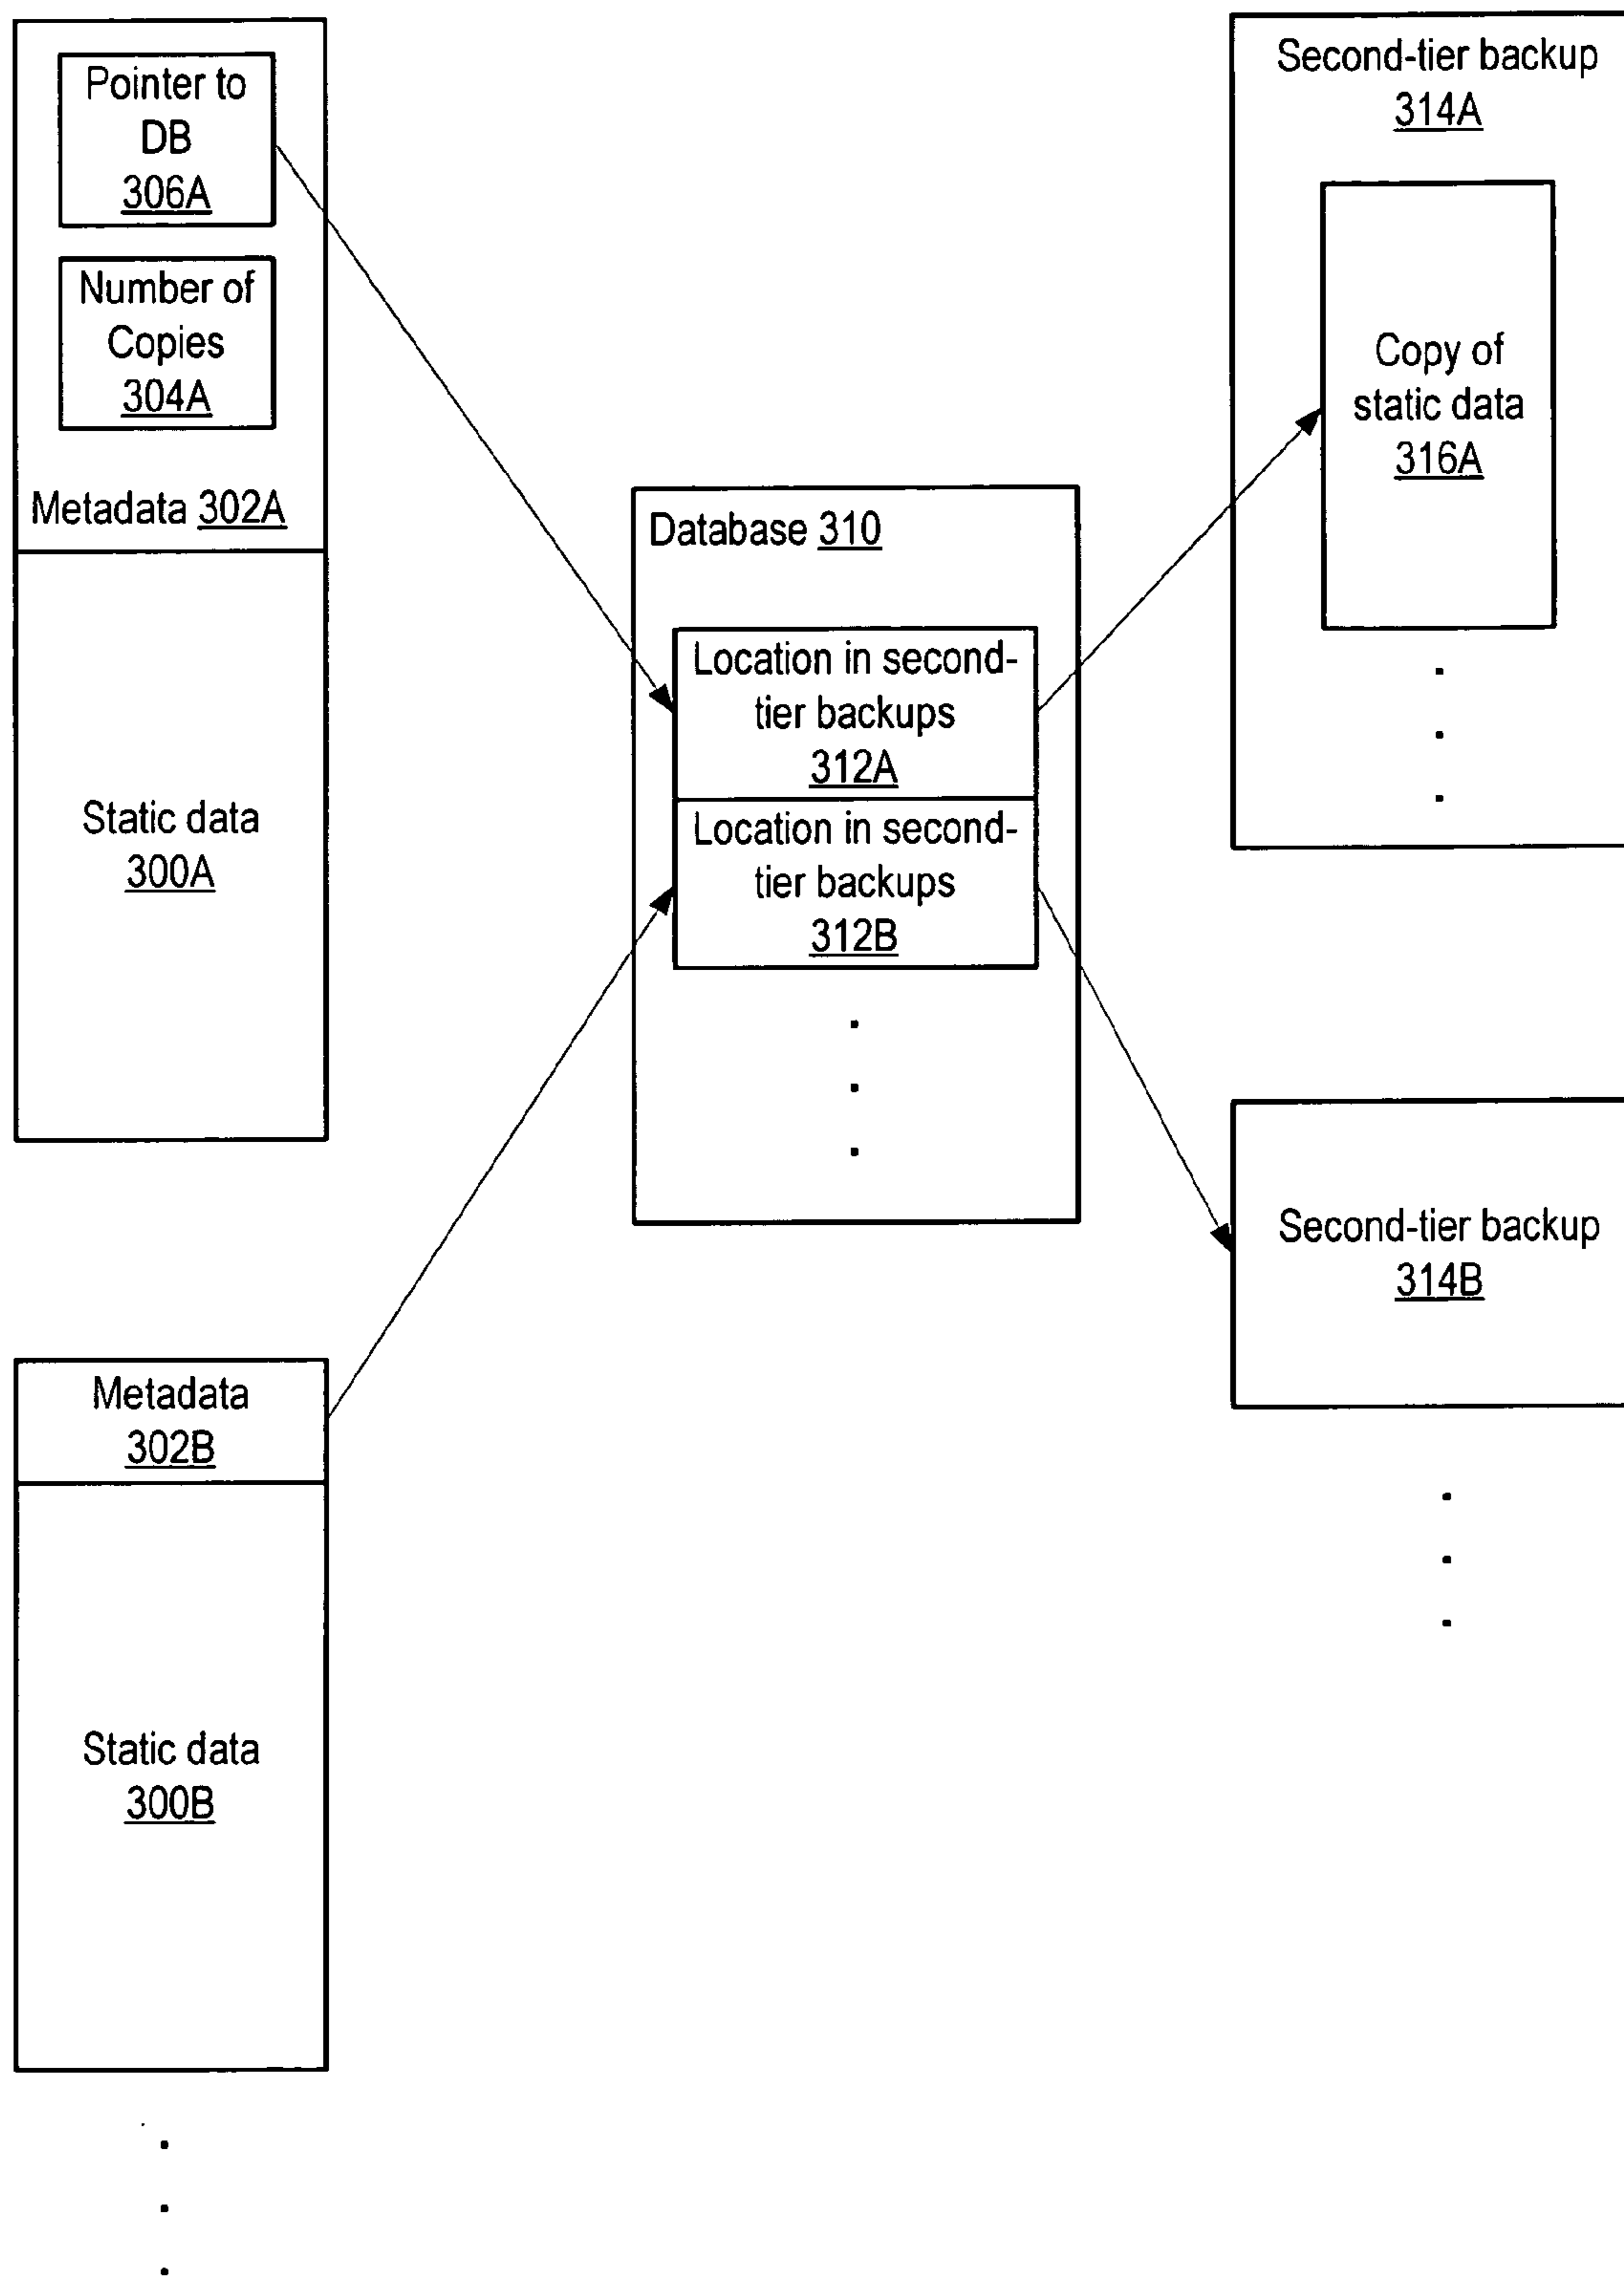 Pointer to
DB
306A
Number of
Copies
304A
Metadata 302A
Static data
300A
Metadata
302B
Static data
300B
Database 310
Location in second-
tier backups
312A
Location in second-
tier backups
312B
Second-tier backup
314A
Copy of
static data
316A
Second-tier backup
314B